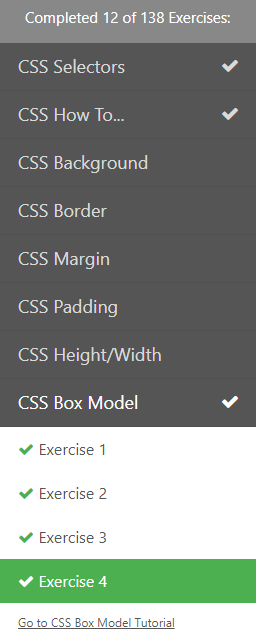 Completed 12 of 138 Exercises:
CSS Selectors
CSS How To...
CSS Background
CSS Border
CSS Margin
CSS Padding
CSS Height/Width
CSS Box Model
Exercise 1
Exercise 2
Exercise 3
Exercise 4
Go to CSS Box Model Tutorial